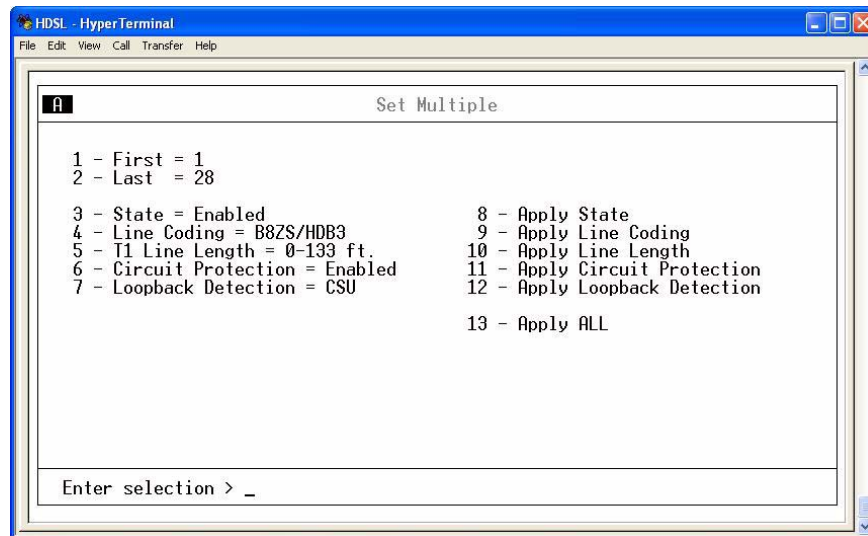 HDSL - HyperTerminal
File Edit View Call Transfer Help
A Set Multiple
1 - First = 1
2 - Last = 28
3 - State = Enabled
4 - Line Coding = B8ZS/HDB3
5 - T1 Line Length = 0-133 ft.
6 - Circuit Protection = Enabled
7 - Loopback Detection = CSU
8 - Apply State
9 - Apply Line Coding
10 - Apply Line Length
11 - Apply Circuit Protection
12 - Apply Loopback Detection
13 - Apply ALL
Enter selection > _